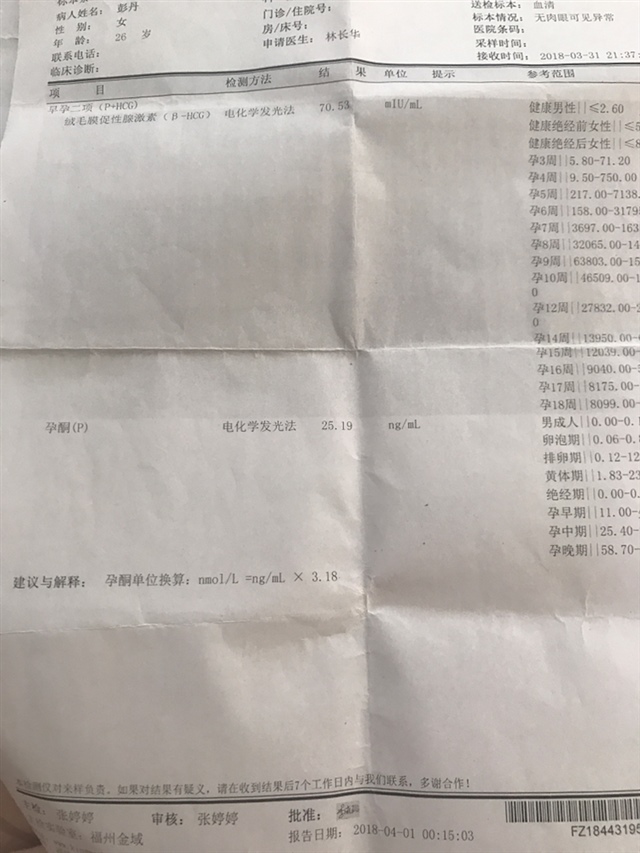 病人姓名: 彭丹 门诊/住院号: 送检标本: 血清
性 别: 女 房/床号: 标本情况: 无肉眼可见异常
年 龄: 26 岁 申请医生: 林长华 医院条码:
联系电话: 采样时间:
临床诊断: 接收时间: 2018-03-31 21:37:
项 目 检测方法 结 果 单位 提示 参考范围
早孕二项(P+HCG)
绒毛膜促性腺激素(β-HCG) 电化学发光法 70.53 mIU/mL 健康男性||≤2.60
健康绝经前女性||≤5
健康绝经后女性||≤8
孕3周||5.80-71.20
孕4周||9.50-750.00
孕5周||217.00-7138.
孕6周||158.00-3179
孕7周||3697.00-163
孕8周||32065.00-14
孕9周||63803.00-15
孕10周||46509.00-1
0
孕12周||27832.00-2
0
孕14周||13950.00-
孕15周||12039.00-
孕16周||9040.00-
孕17周||8175.00-
孕18周||8099.00-
孕酮(P) 电化学发光法 25.19 ng/mL 男成人||0.00-0.1
卵泡期||0.06-0.
排卵期||0.12-12
黄体期||1.83-23
绝经期||0.00-0.
孕早期||11.00-
孕中期||25.40-
孕晚期||58.70-
建议与解释: 孕酮单位换算: nmol/L =ng/mL × 3.18
本检测仅对来样负责。如果对结果有疑义,请在收到结果后7个工作日内与我们联系,多谢合作!
张婷婷 审核: 张婷婷 批准:
福州金域 报告日期: 2018-04-01 00:15:03 FZ18443195